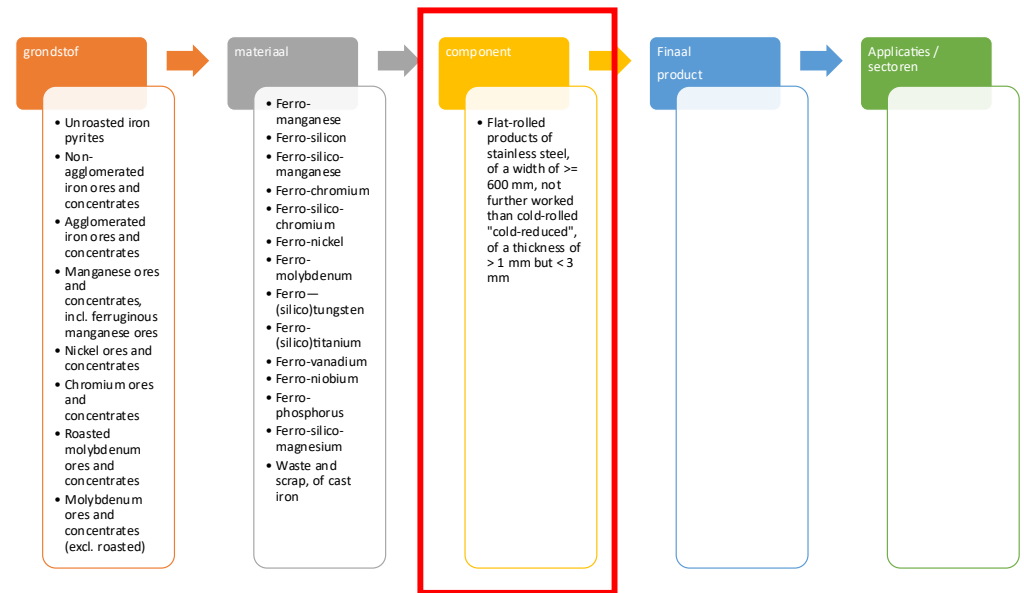 grondstof
• Unroasted iron
pyrites
• Non-
agglomerated
iron ores and
concentrates
• Agglomerated
iron ores and
concentrates
• Manganese ores
and
concentrates,
incl. ferruginous
manganese ores
• Nickel ores and
concentrates
• Chromium ores
and
concentrates
• Roasted
molybdenum
ores and
concentrates
• Molybdenum
ores and
concentrates
(excl. roasted)
materiaal
• Ferro-
manganese
• Ferro-silicon
• Ferro-silico-
manganese
• Ferro-chromium
• Ferro-silico-
chromium
• Ferro-nickel
• Ferro-
molybdenum
• Ferro—
(silico)tungsten
• Ferro-
(silico)titanium
• Ferro-vanadium
• Ferro-niobium
• Ferro-
phosphorus
• Ferro-silico-
magnesium
• Waste and
scrap, of cast
iron
component
• Flat-rolled
products of
stainless steel,
of a width of >=
600 mm, not
further worked
than cold-rolled
"cold-reduced",
of a thickness of
> 1 mm but < 3
mm
Finaal
product
Applicaties /
sectoren